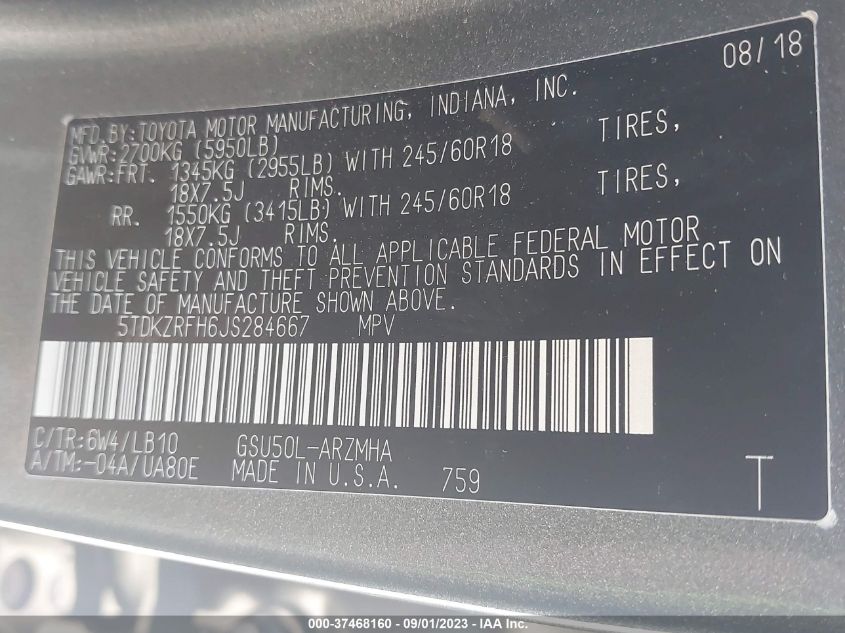 08/18
MFD. BY: TOYOTA MOTOR MANUFACTURING, INDIANA, INC.
GVWR: 2700KG (5950LB)
GAWR: FRT. 1345KG (2955LB) WITH 245/60R18 TIRES,
18X7.5J RIMS.
RR. 1550KG (3415LB) WITH 245/60R18 TIRES,
18X7.5J RIMS.
THIS VEHICLE CONFORMS TO ALL APPLICABLE FEDERAL MOTOR
VEHICLE SAFETY AND THEFT PREVENTION STANDARDS IN EFFECT ON
THE DATE OF MANUFACTURE SHOWN ABOVE.
5TDKZRFH6JS284667 MPV
C/TR: 6W4/LB10 GSU50L-ARZMHA
A/TM: -04A/UA80E MADE IN U.S.A. 759
T
000-37468160 - 09/01/2023 - IAA Inc.